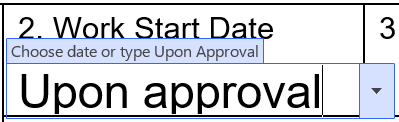 2. Work Start Date
3
Choose date or type Upon Approval
Upon approval